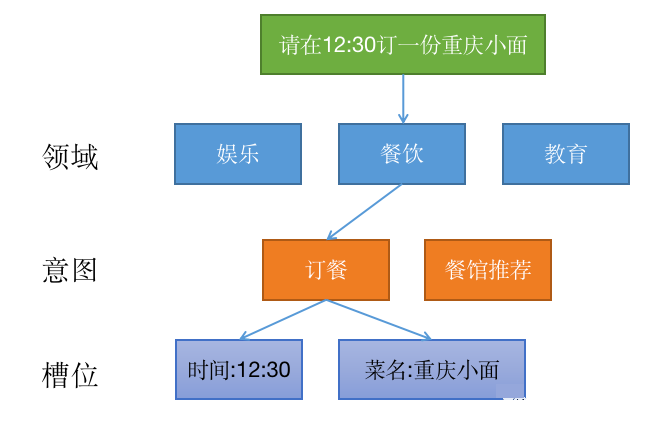 请在12:30订一份重庆小面
领域
娱乐
餐饮
教育
意图
订餐
餐馆推荐
槽位
时间:12:30
菜名:重庆小面